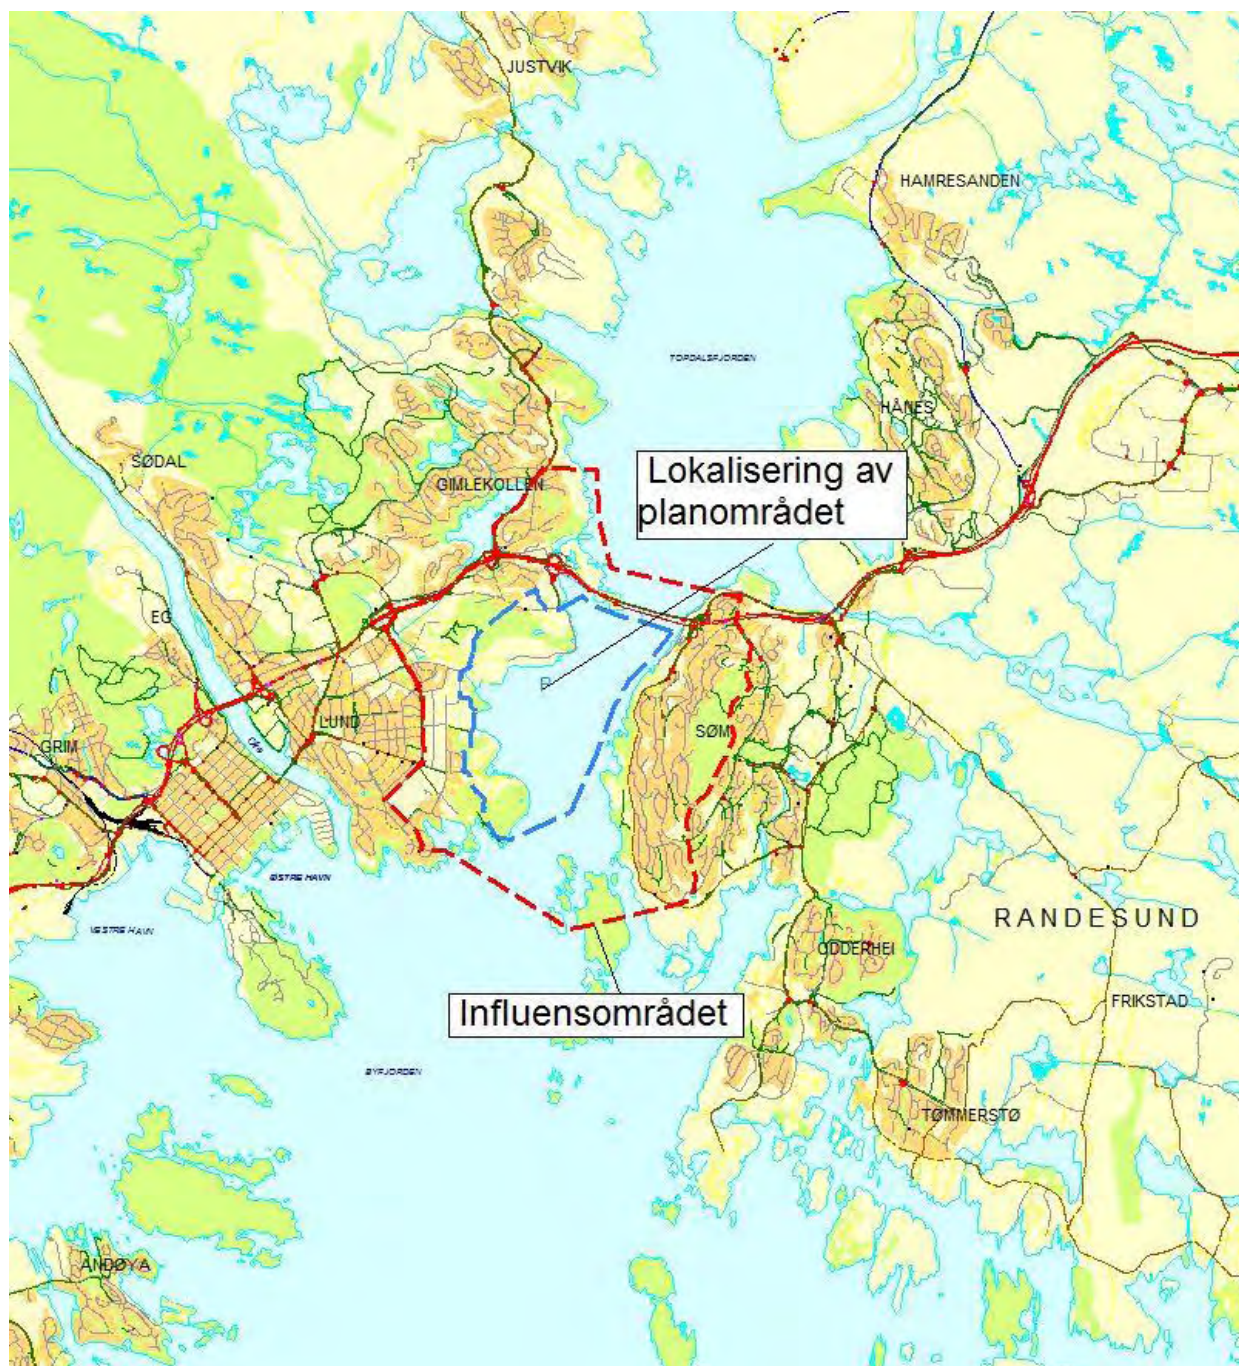 JUSTVIK
HAMRESANDEN
TOPDALSFJORDEN
HÅNES
SØDAL
Lokalisering av
planområdet
GIMLEKOLLEN
EG
LUND
SØM
GRIM
Otra
ØSTRE HAVN
VESTRE HAVN
RANDESUND
ODDERHEI
FRIKSTAD
Influensområdet
BYFJORDEN
TØMMERSTØ
ANDØYA